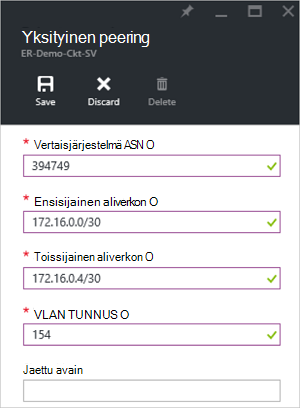 Yksityinen peering
ER-Demo-Ckt-SV
Save Discard Delete
* Vertaisjärjestelmä ASN O
394749
* Ensisijainen aliverkon O
172.16.0.0/30
* Toissijainen aliverkon O
172.16.0.4/30
* VLAN TUNNUS O
154
Jaettu avain